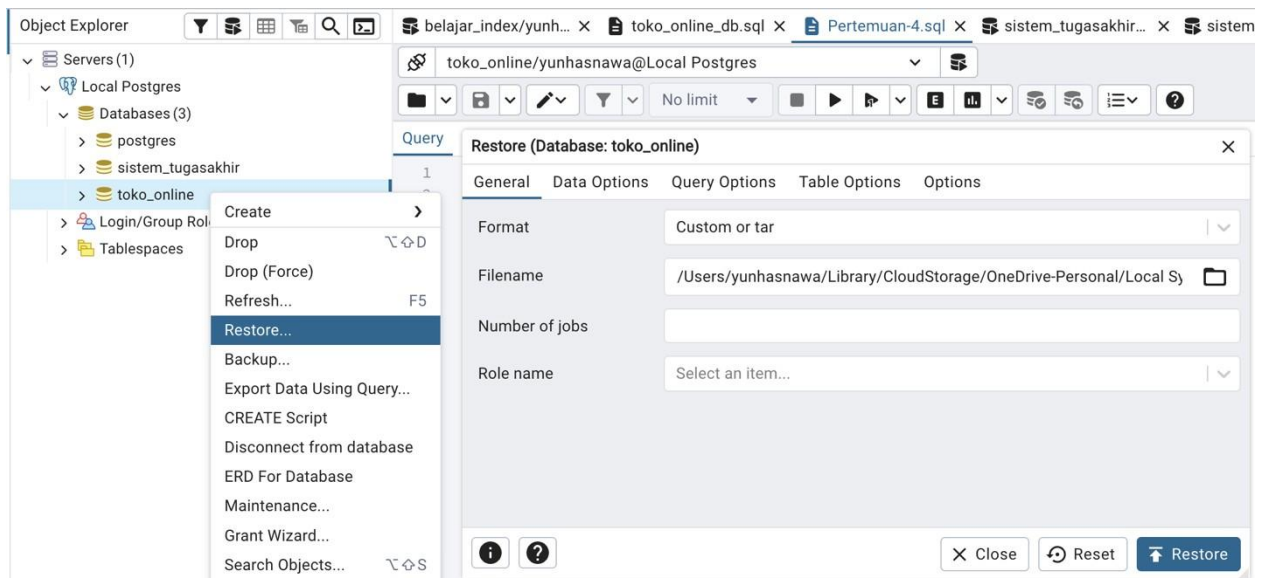 Object Explorer
belajar_index/yunh...
toko_online_db.sql
Pertemuan-4.sql
sistem_tugasakhir...
sistem
Servers (1)
Local Postgres
Databases (3)
postgres
sistem_tugasakhir
toko_online
Login/Group Rol
Tablespaces
Create
Drop ⌥⇧D
Drop (Force)
Refresh... F5
Restore...
Backup...
Export Data Using Query...
CREATE Script
Disconnect from database
ERD For Database
Maintenance...
Grant Wizard...
Search Objects... ⌥⇧S
toko_online/yunhasnawa@Local Postgres
No limit
E
Query
1
Restore (Database: toko_online)
General Data Options Query Options Table Options Options
Format Custom or tar
Filename /Users/yunhasnawa/Library/CloudStorage/OneDrive-Personal/Local Sy
Number of jobs
Role name Select an item...
Close Reset Restore